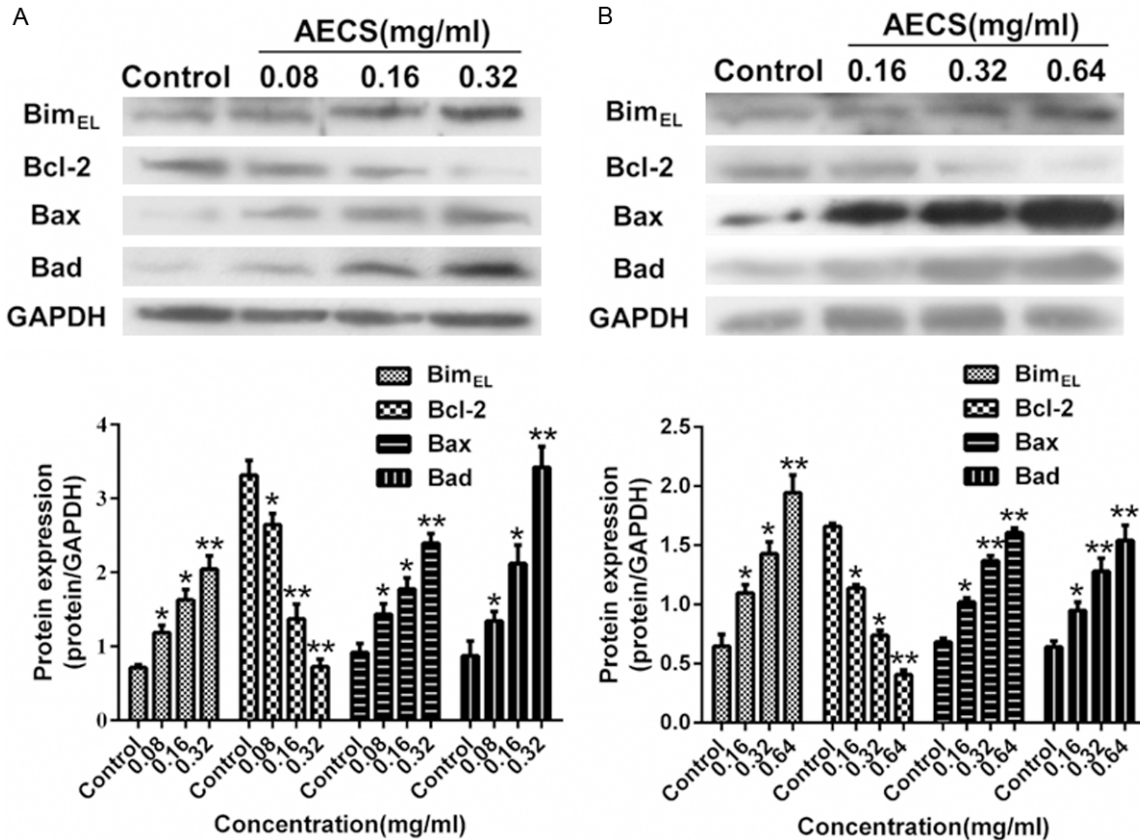 A
AECS(mg/ml)
Control 0.08 0.16 0.32
BimEL
Bcl-2
Bax
Bad
GAPDH
BimEL
Bcl-2
Bax
Bad
Protein expression
(protein/GAPDH)
4
3
2
1
0
* * ** * ** ** * * ** * * **
Control 0.08 0.16 0.32 Control 0.08 0.16 0.32 Control 0.08 0.16 0.32 Control 0.08 0.16 0.32
Concentration(mg/ml)
B
AECS(mg/ml)
Control 0.16 0.32 0.64
BimEL
Bcl-2
Bax
Bad
GAPDH
BimEL
Bcl-2
Bax
Bad
Protein expression
(protein/GAPDH)
2.5
2.0
1.5
1.0
0.5
0.0
* * ** * * ** * ** ** * ** **
Control 0.16 0.32 0.64 Control 0.16 0.32 0.64 Control 0.16 0.32 0.64 Control 0.16 0.32 0.64
Concentration(mg/ml)